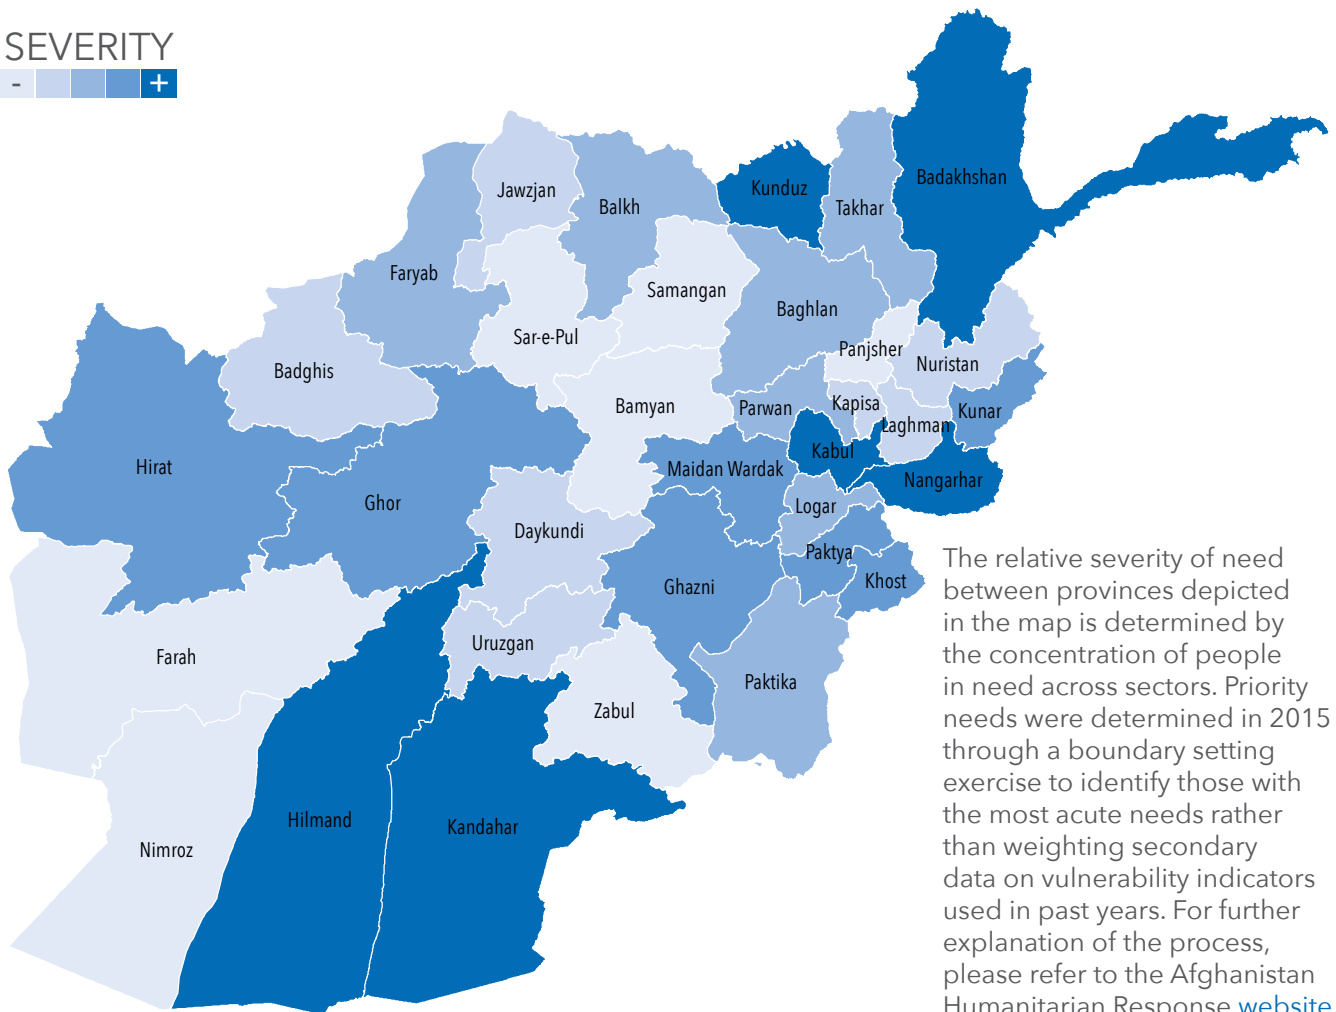 SEVERITY
- +
Jawzjan
Balkh
Kunduz
Takhar
Badakhshan
Faryab
Samangan
Baghlan
Sar-e-Pul
Badghis
Panjsher
Nuristan
Bamyan
Parwan
Kapisa
Laghman
Kunar
Hirat
Kabul
Maidan Wardak
Nangarhar
Ghor
Logar
Daykundi
Paktya
Ghazni
Khost
Uruzgan
Farah
Paktika
Zabul
Hilmand
Kandahar
Nimroz
The relative severity of need
between provinces depicted
in the map is determined by
the concentration of people
in need across sectors. Priority
needs were determined in 2015
through a boundary setting
exercise to identify those with
the most acute needs rather
than weighting secondary
data on vulnerability indicators
used in past years. For further
explanation of the process,
please refer to the Afghanistan
Humanitarian Response website